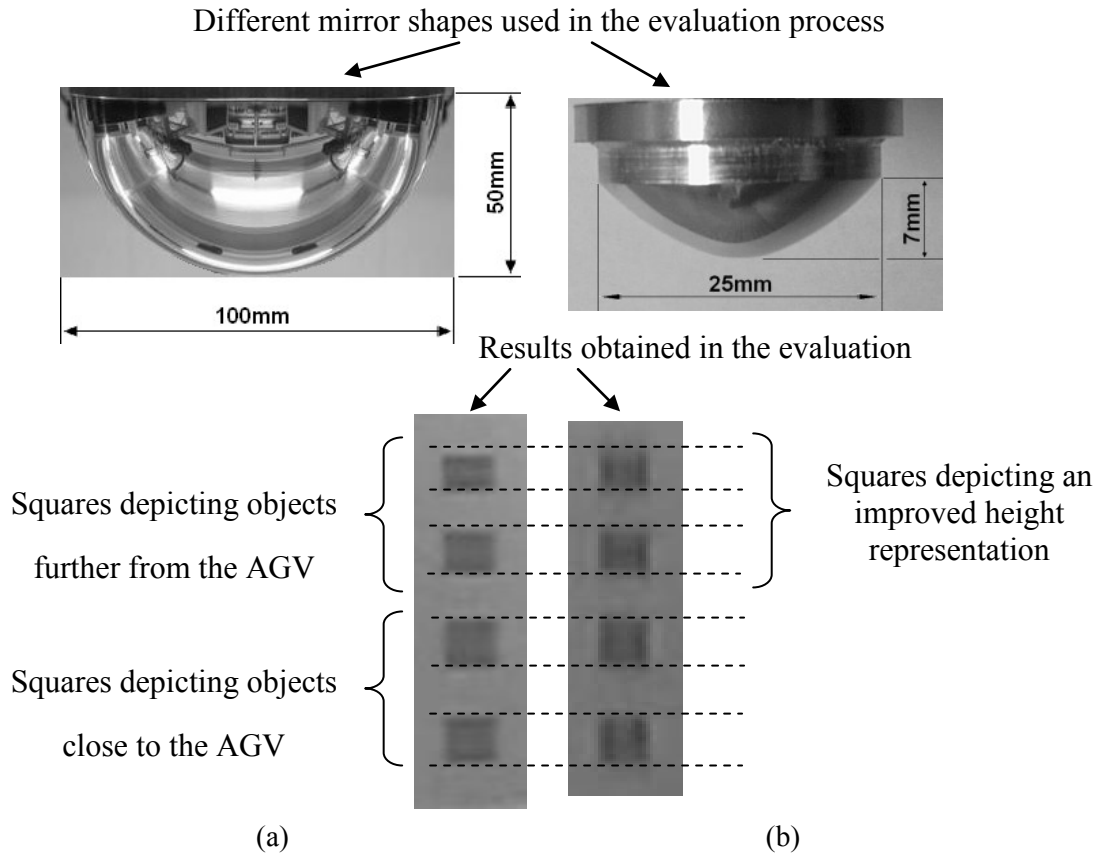 Different mirror shapes used in the evaluation process
50mm
100mm
7mm
25mm
Results obtained in the evaluation
Squares depicting objects
further from the AGV
Squares depicting an
improved height
representation
Squares depicting objects
close to the AGV
(a)
(b)